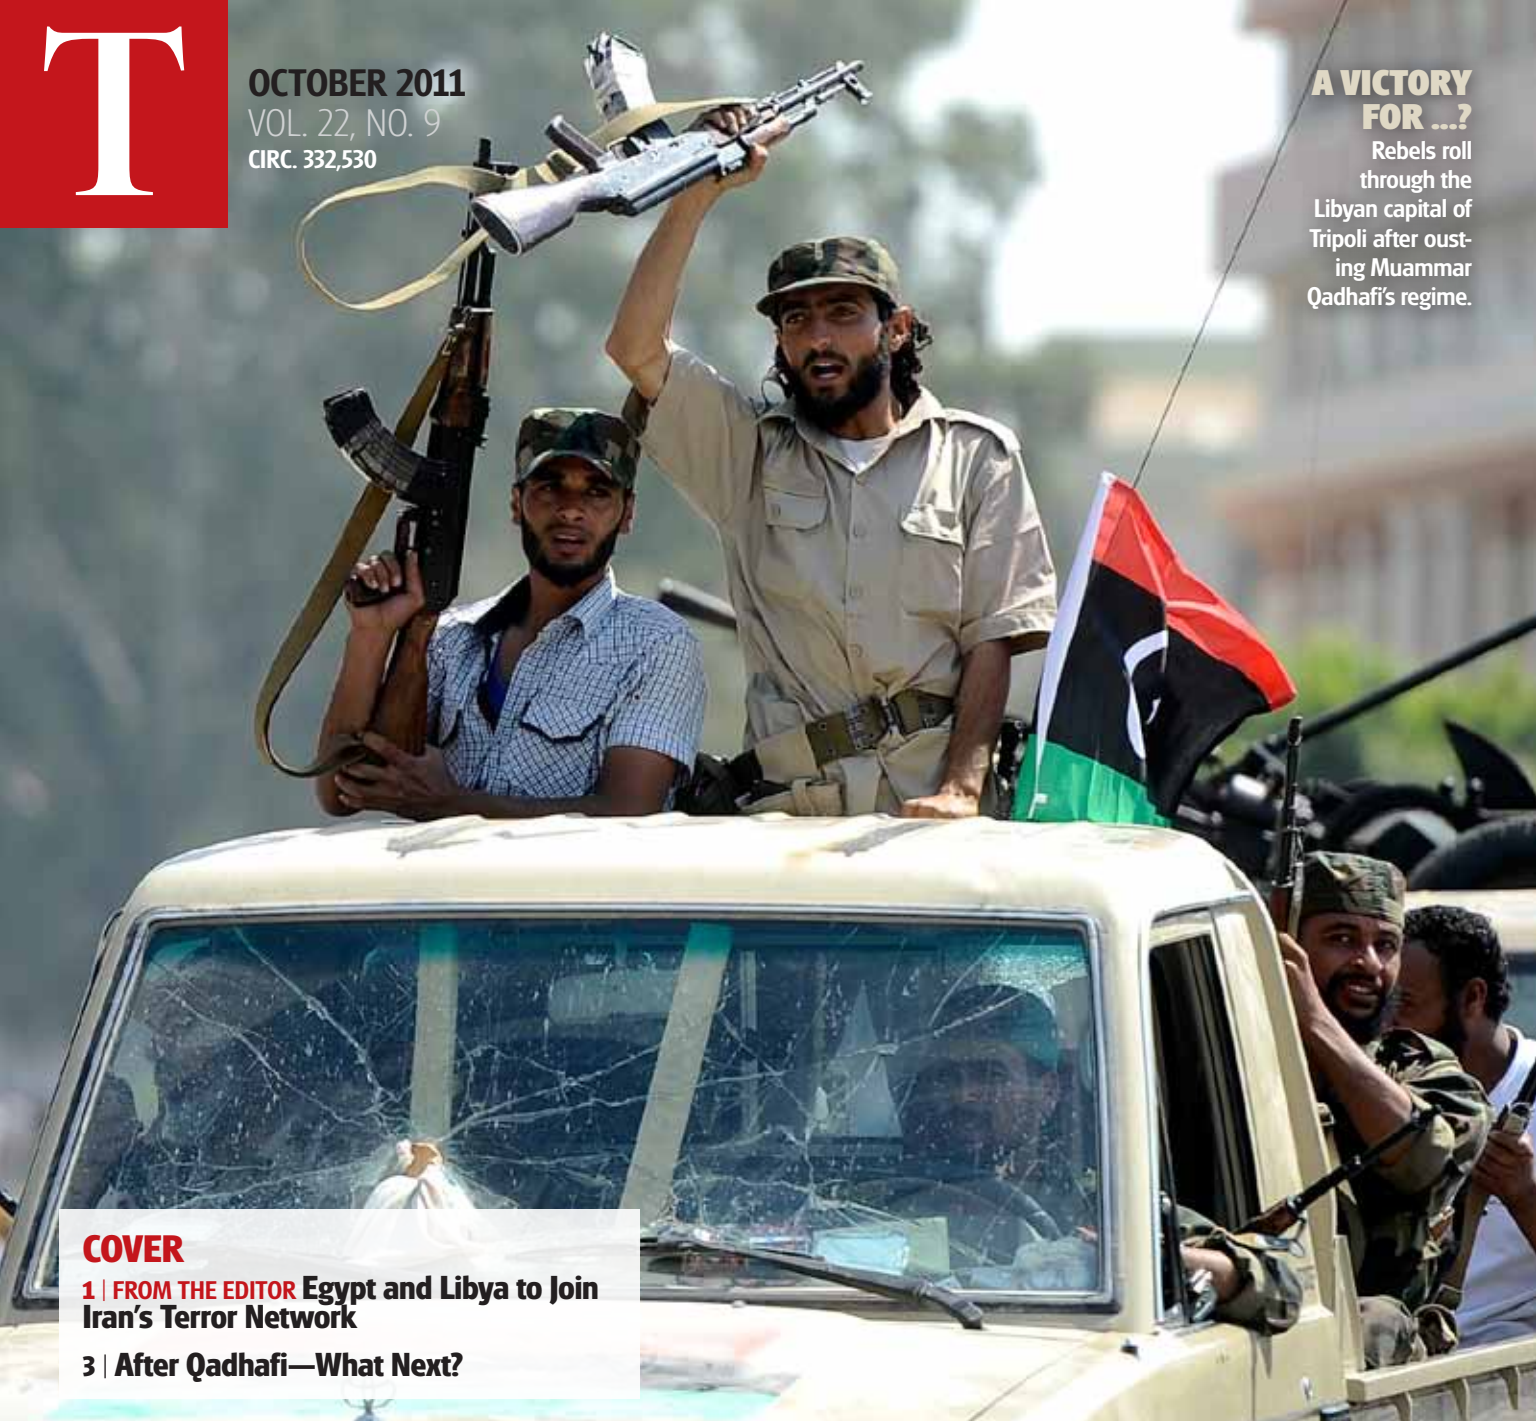 T
OCTOBER 2011
VOL. 22, NO. 9
CIRC. 332,530
A VICTORY
FOR ...?
Rebels roll
through the
Libyan capital of
Tripoli after oust-
ing Muammar
Qadhafi's regime.
COVER
1 | FROM THE EDITOR Egypt and Libya to Join
Iran's Terror Network
3 | After Qadhafi—What Next?